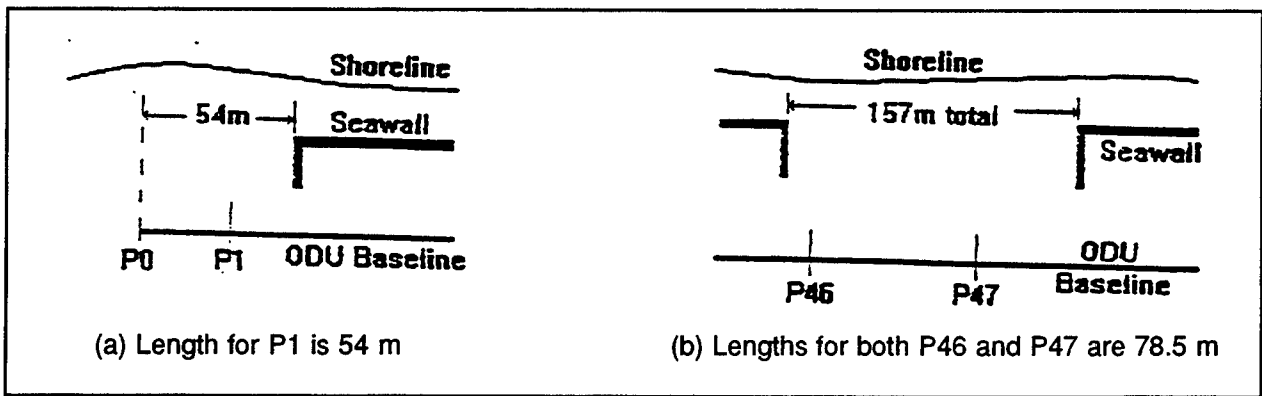 Shoreline
54m
Seawall
P0 P1 ODU Baseline
(a) Length for P1 is 54 m
Shoreline
157m total
Seawall
P46 P47 ODU
Baseline
(b) Lengths for both P46 and P47 are 78.5 m